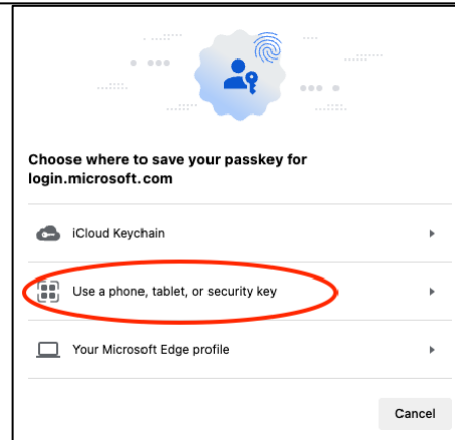 Choose where to save your passkey for
login.microsoft.com
iCloud Keychain
Use a phone, tablet, or security key
Your Microsoft Edge profile
Cancel